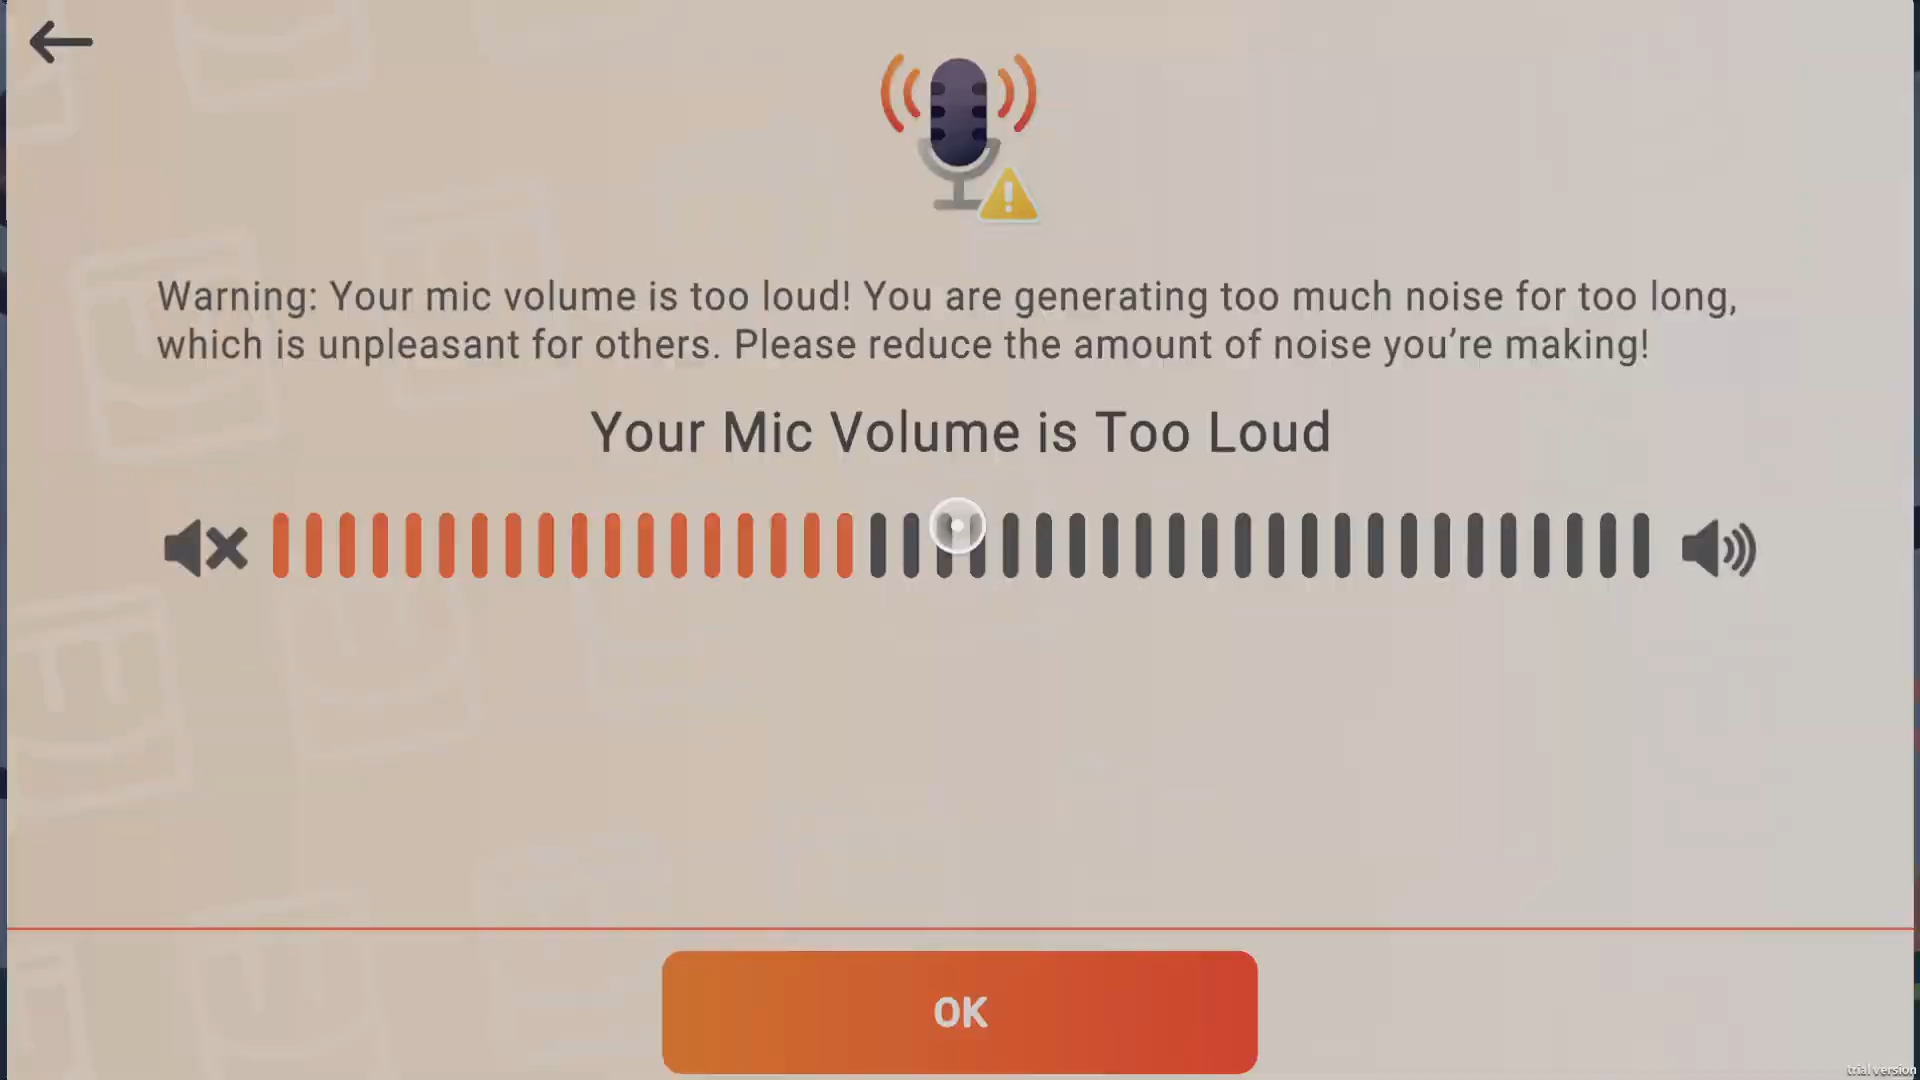 Warning: Your mic volume is too loud! You are generating too much noise for too long,
which is unpleasant for others. Please reduce the amount of noise you’re making!
Your Mic Volume is Too Loud
OK
trial version